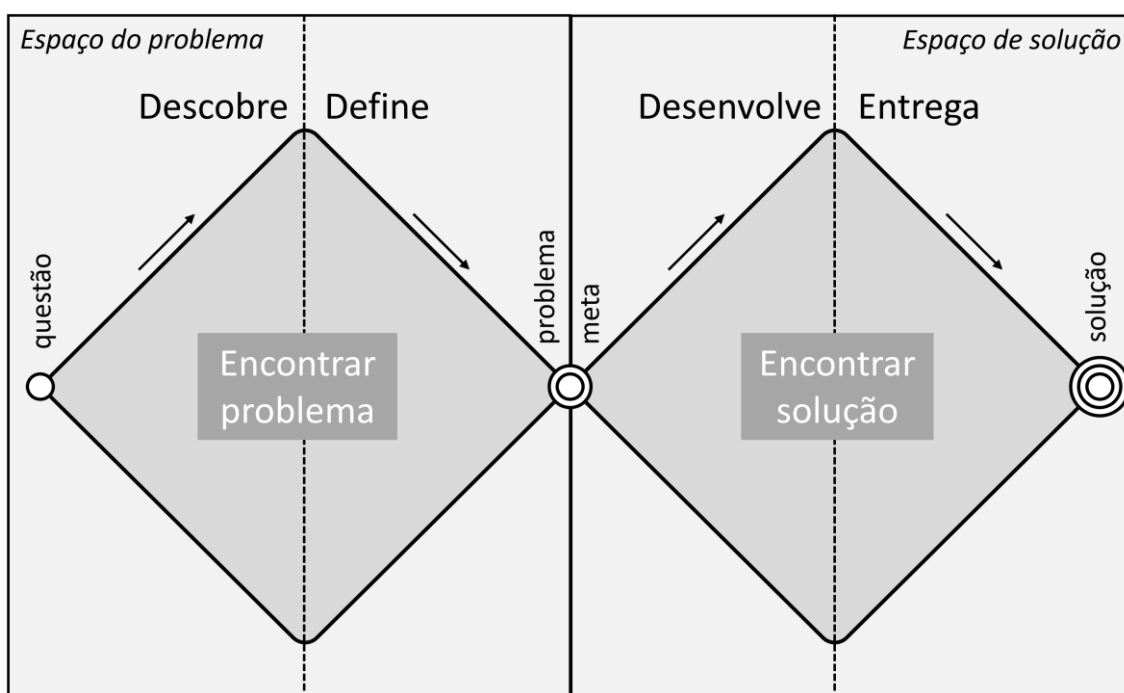 Espaço do problema
Espaço de solução
Descobre
Define
Desenvolve
Entrega
questão
problema
meta
solução
Encontrar
problema
Encontrar
solução